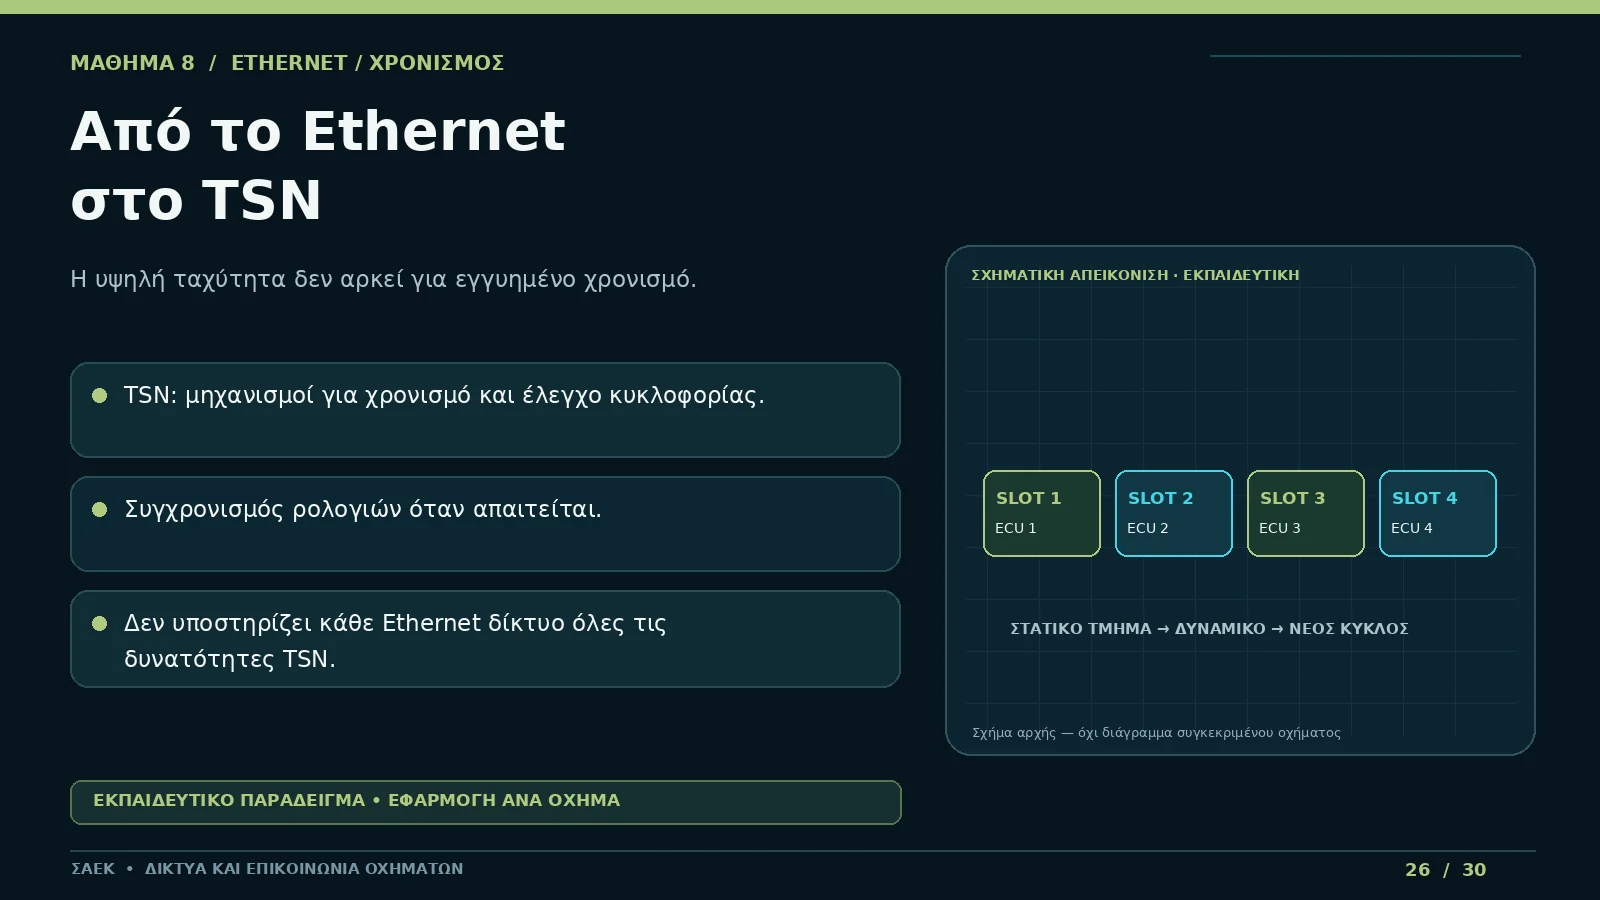 ΜΑΘΗΜΑ 8 / ETHERNET / ΧΡΟΝΙΣΜΟΣ
Από το Ethernet
στο TSN
Η υψηλή ταχύτητα δεν αρκεί για εγγυημένο χρονισμό.
TSN: μηχανισμοί για χρονισμό και έλεγχο κυκλοφορίας.
Συγχρονισμός ρολογιών όταν απαιτείται.
Δεν υποστηρίζει κάθε Ethernet δίκτυο όλες τις
δυνατότητες TSN.
ΕΚΠΑΙΔΕΥΤΙΚΟ ΠΑΡΑΔΕΙΓΜΑ • ΕΦΑΡΜΟΓΗ ΑΝΑ ΟΧΗΜΑ
ΣΧΗΜΑΤΙΚΗ ΑΠΕΙΚΟΝΙΣΗ · ΕΚΠΑΙΔΕΥΤΙΚΗ
SLOT 1 SLOT 2 SLOT 3 SLOT 4
ECU 1 ECU 2 ECU 3 ECU 4
ΣΤΑΤΙΚΟ ΤΜΗΜΑ → ΔΥΝΑΜΙΚΟ → ΝΕΟΣ ΚΥΚΛΟΣ
Σχήμα αρχής — όχι διάγραμμα συγκεκριμένου οχήματος
ΣΑΕΚ • ΔΙΚΤΥΑ ΚΑΙ ΕΠΙΚΟΙΝΩΝΙΑ ΟΧΗΜΑΤΩΝ
26 / 30